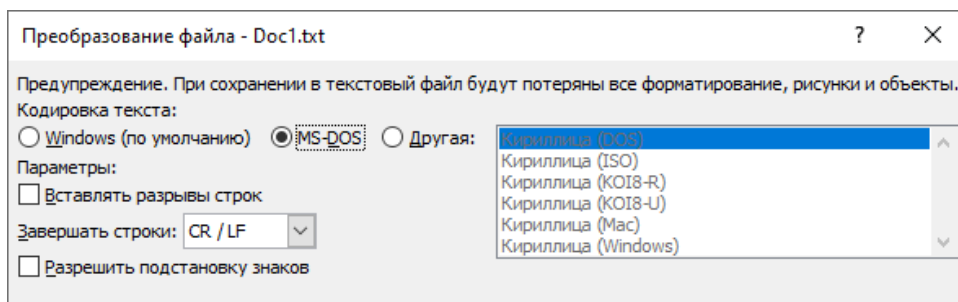 Преобразование файла - Doc1.txt ? ×
Предупреждение. При сохранении в текстовый файл будут потеряны все форматирование, рисунки и объекты.
Кодировка текста:
Windows (по умолчанию) MS-DOS Другая:
Кириллица (DOS)
Кириллица (ISO)
Кириллица (KOI8-R)
Кириллица (KOI8-U)
Кириллица (Mac)
Кириллица (Windows)
Параметры:
Вставлять разрывы строк
Завершать строки: CR / LF
Разрешить подстановку знаков